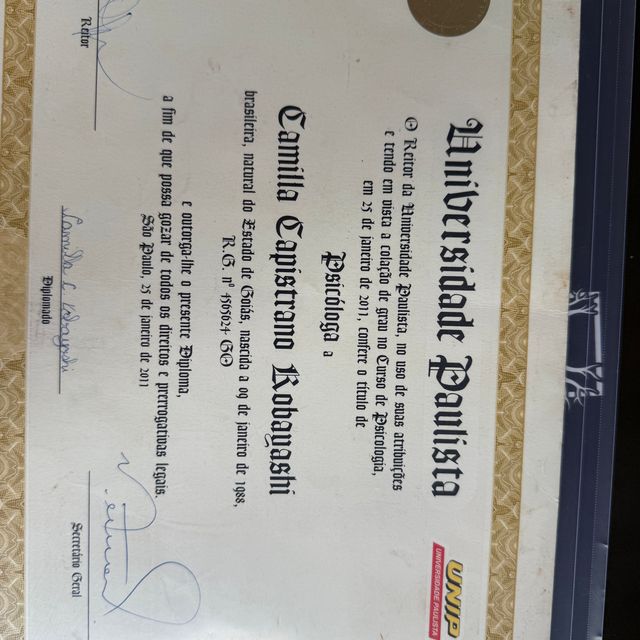 UNIP
UNIVERSIDADE PAULISTA
Universidade Paulista
O Reitor da Universidade Paulista, no uso de suas atribuições
e tendo em vista a colação de grau no Curso de Psicologia,
em 25 de janeiro de 2011, confere o título de
Psicóloga a
Camilla Capistrano Kobayashi
brasileira, natural do Estado de Goiás, nascida a 09 de janeiro de 1988,
R.G. nº 4505624 GO
e outorga-lhe o presente Diploma,
a fim de que possa gozar de todos os direitos e prerrogativas legais.
São Paulo, 25 de janeiro de 2011
Reitor
Camilla C Kobayashi
Diplomado
Secretário Geral